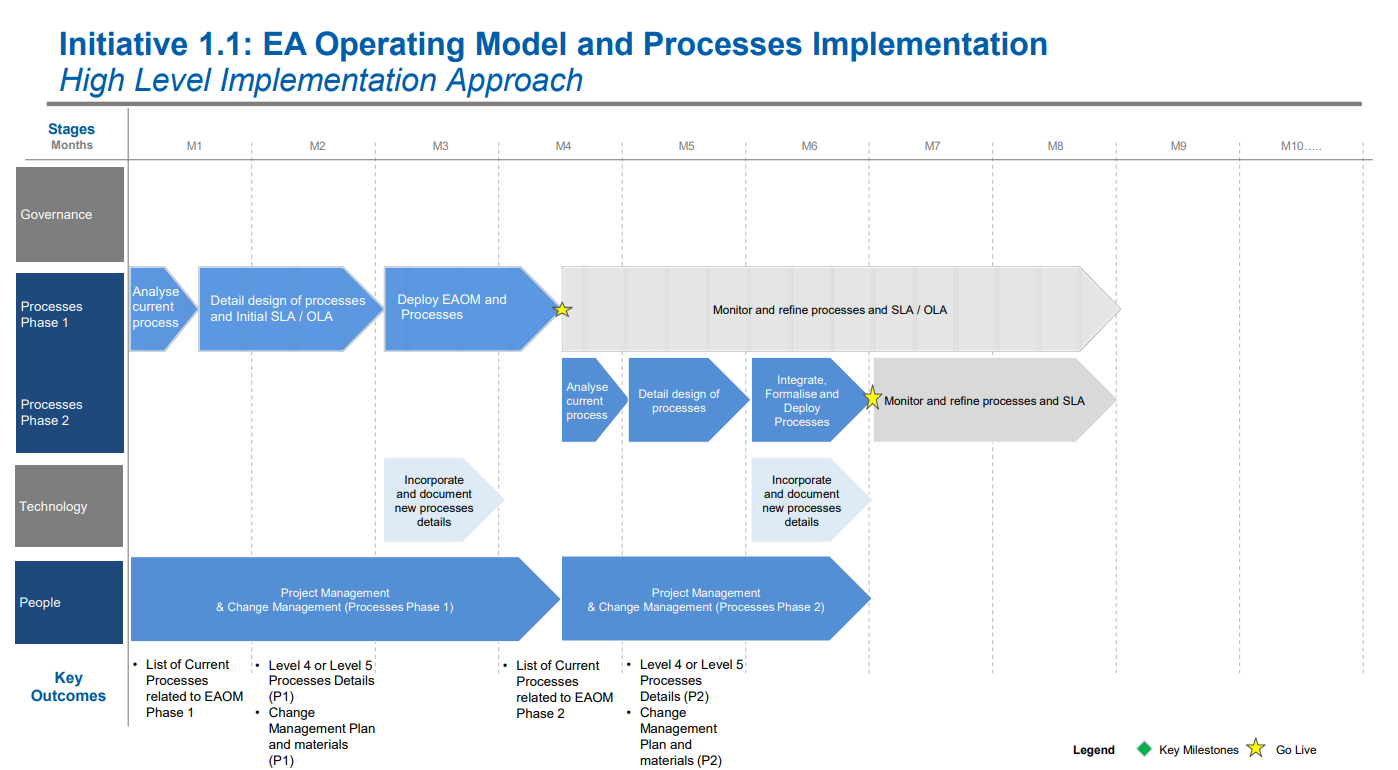 Initiative 1.1: EA Operating Model and Processes Implementation
High Level Implementation Approach
Stages
Months
M1
M2
M3
M4
M5
M6
M7
M8
M9
M10…..
Governance
Processes
Phase 1
Analyse
current
process
Detail design of processes
and Initial SLA / OLA
Deploy EAOM and
Processes
Monitor and refine processes and SLA / OLA
Processes
Phase 2
Analyse
current
process
Detail design of
processes
Integrate,
Formalise and
Deploy
Processes
Monitor and refine processes and SLA
Technology
Incorporate
and document
new processes
details
Incorporate
and document
new processes
details
People
Project Management
& Change Management (Processes Phase 1)
Project Management
& Change Management (Processes Phase 2)
Key
Outcomes
• List of Current
Processes
related to EAOM
Phase 1
• Level 4 or Level 5
Processes Details
(P1)
• Change
Management Plan
and materials
(P1)
• List of Current
Processes
related to EAOM
Phase 2
• Level 4 or Level 5
Processes
Details (P2)
• Change
Management
Plan and
materials (P2)
Legend
Key Milestones
Go Live